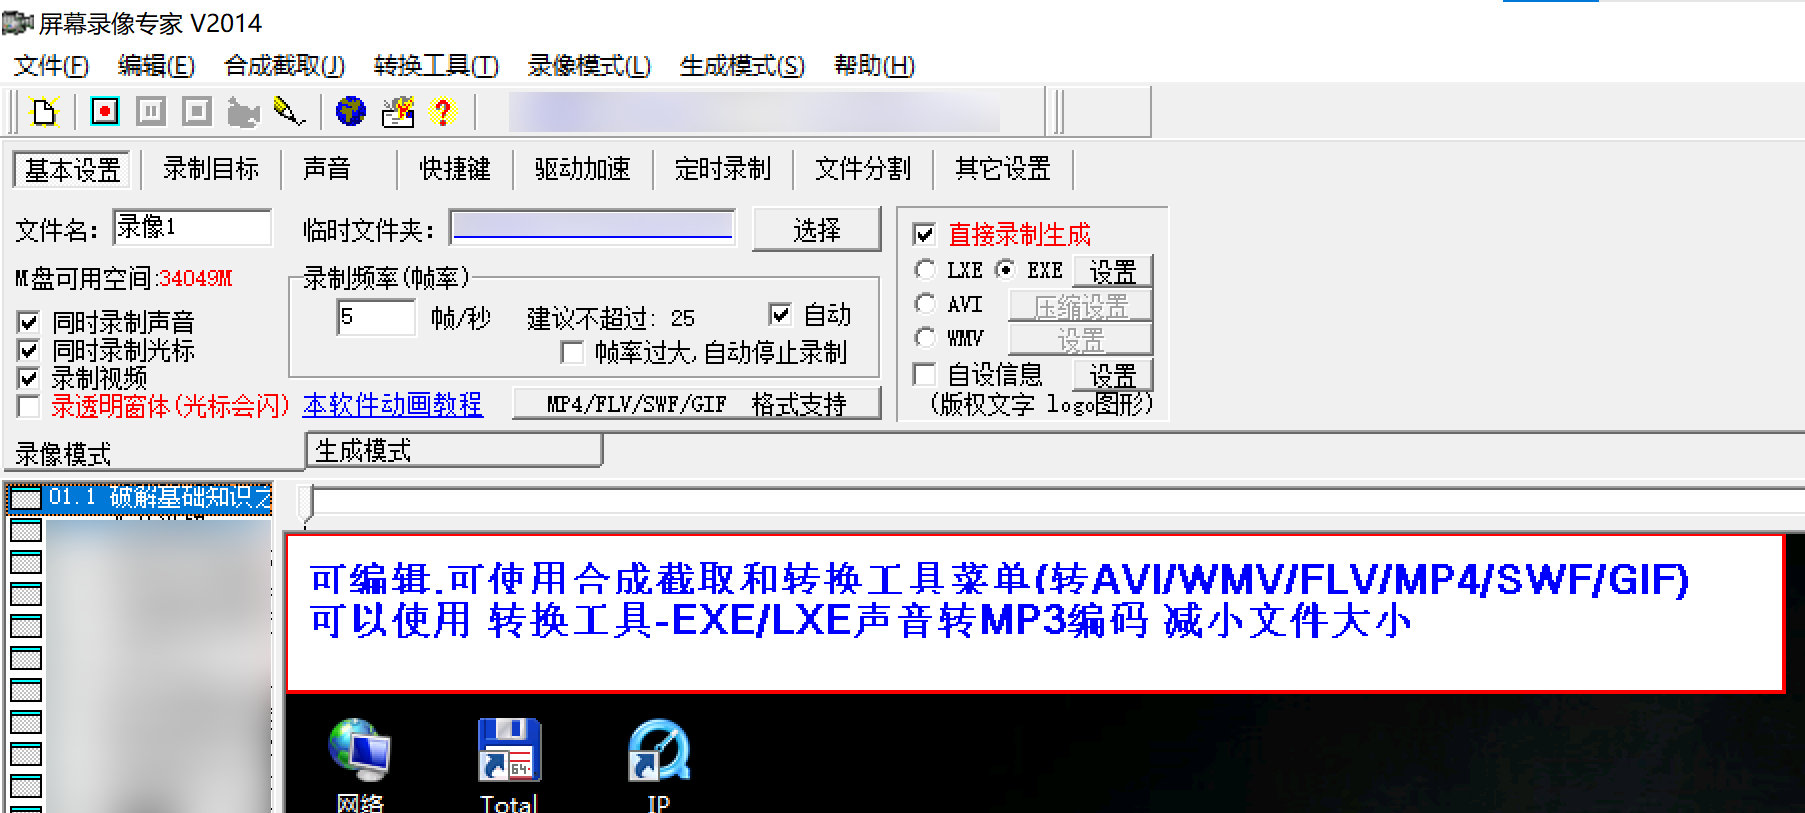 屏幕录像专家 V2014
文件(F) 编辑(E) 合成截取(J) 转换工具(T) 录像模式(L) 生成模式(S) 帮助(H)
基本设置 录制目标 声音 快捷键 驱动加速 定时录制 文件分割 其它设置
文件名: 录像1 临时文件夹: 选择
M盘可用空间:34049M
同时录制声音
同时录制光标
录制视频
录透明窗体(光标会闪)
录制频率(帧率)
5 帧/秒 建议不超过: 25 自动
帧率过大,自动停止录制
本软件动画教程 MP4/FLV/SWF/GIF 格式支持
直接录制生成
LXE EXE 设置
AVI 压缩设置
WMV 设置
自设信息 设置
(版权文字 logo图形)
录像模式 生成模式
01.1 破解基础知识之
可编辑.可使用合成截取和转换工具菜单(转AVI/WMV/FLV/MP4/SWF/GIF)
可以使用 转换工具-EXE/LXE声音转MP3编码 减小文件大小
64
网络 Total IP